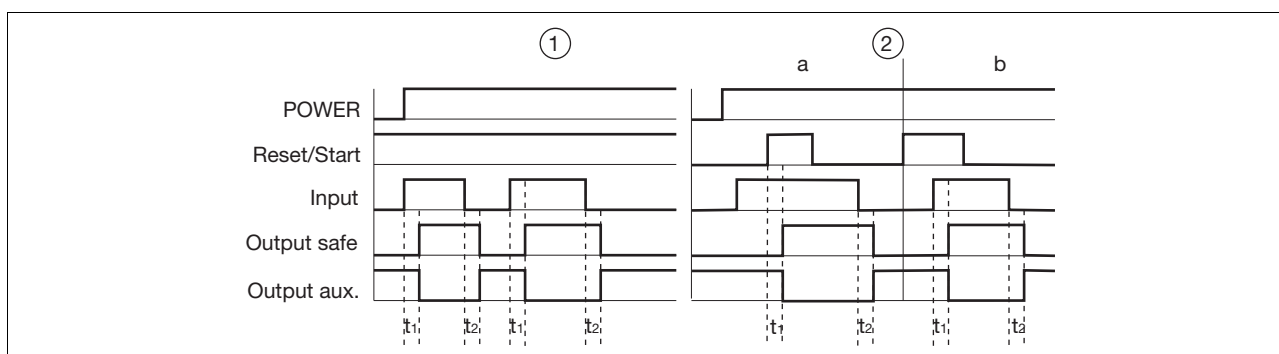 1 2
a b
POWER
Reset/Start
Input
Output safe
Output aux.
t1 t2 t1 t2 t1 t2 t1 t2